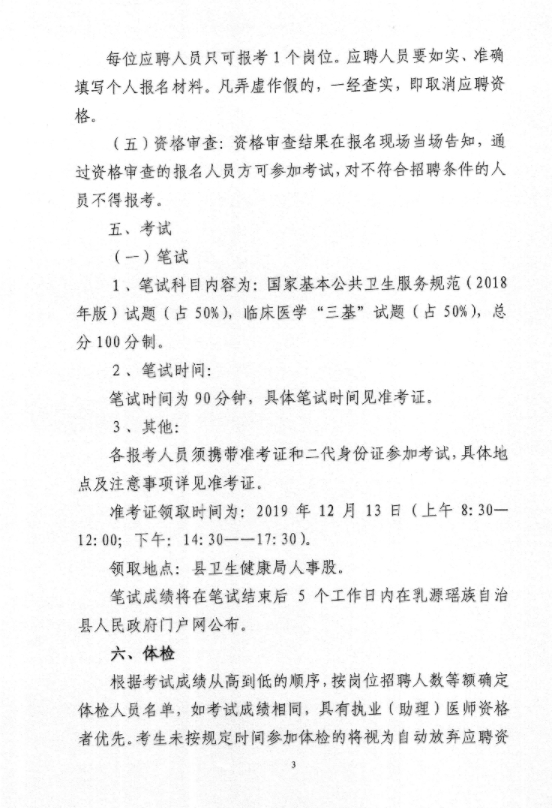 每位应聘人员只可报考1个岗位。应聘人员要如实、准确
填写个人报名材料。凡弄虚作假的，一经查实，即取消应聘资
格。
（五）资格审查：资格审查结果在报名现场当场告知，通
过资格审查的报名人员方可参加考试，对不符合招聘条件的人
员不得报考。
五、考试
（一）笔试
1、笔试科目内容为：国家基本公共卫生服务规范（2018
年版）试题（占50%），临床医学“三基”试题（占50%），总
分100分制。
2、笔试时间：
笔试时间为90分钟，具体笔试时间见准考证。
3、其他：
各报考人员须携带准考证和二代身份证参加考试，具体地
点及注意事项详见准考证。
准考证领取时间为：2019 年 12 月 13 日（上午 8:30—
12:00；下午：14:30——17:30）。
领取地点：县卫生健康局人事股。
笔试成绩将在笔试结束后 5 个工作日内在乳源瑶族自治
县人民政府门户网公布。
六、体检
根据考试成绩从高到低的顺序，按岗位招聘人数等额确定
体检人员名单，如考试成绩相同，具有执业（助理）医师资格
者优先。考生未按规定时间参加体检的将视为自动放弃应聘资
3